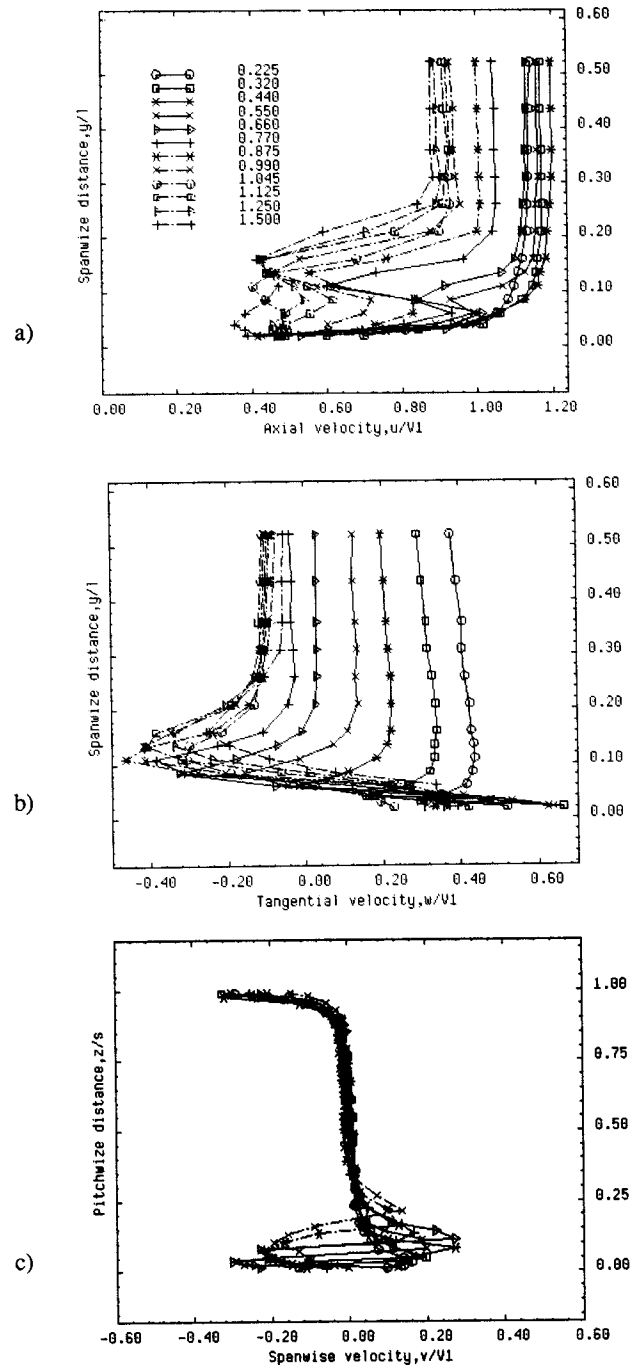 0.60
0.50
0.40
0.30
0.20
0.10
0.00
Spanwize distance,y/l
0.225
0.320
0.440
0.550
0.660
0.770
0.875
0.990
1.045
1.125
1.250
1.500
a)
0.00 0.20 0.40 0.60 0.80 1.00 1.20
Axial velocity,u/V1
0.60
0.50
0.40
0.30
0.20
0.10
0.00
Spanwize distance,y/l
b)
-0.40 -0.20 0.00 0.20 0.40 0.60
Tangential velocity,w/V1
1.00
0.75
0.50
0.25
0.00
Pitchwize distance,z/s
c)
-0.60 -0.40 -0.20 0.00 0.20 0.40 0.60
Spanwise velocity,v/V1